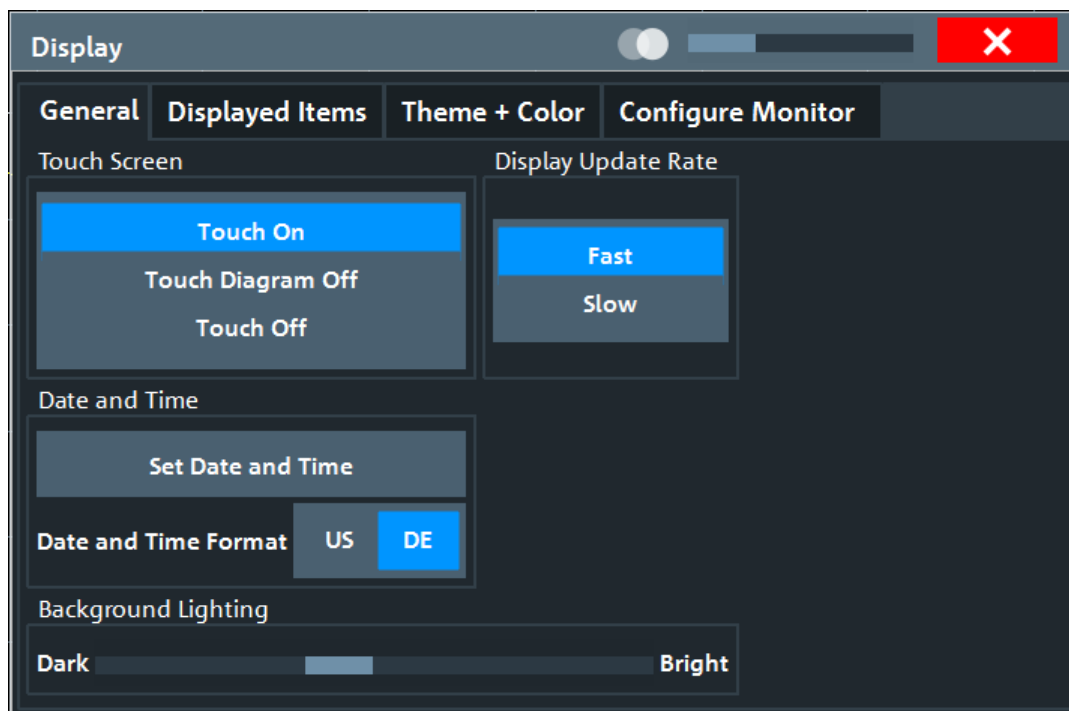 Display
General Displayed Items Theme + Color Configure Monitor
Touch Screen Display Update Rate
Touch On
Touch Diagram Off
Touch Off
Fast
Slow
Date and Time
Set Date and Time
Date and Time Format US DE
Background Lighting
Dark Bright